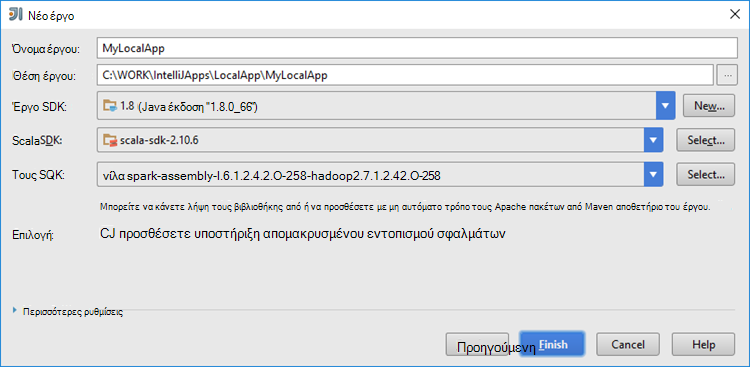 Νέο έργο
Όνομα έργου: MyLocalApp
Θέση έργου: C:\WORK\IntelliJApps\LocalApp\MyLocalApp ...
Έργο SDK: 1.8 (Java έκδοση "1.8.0_66") New...
ScalaSDK: scala-sdk-2.10.6 Select...
Τους SQK: νίλα spark-assembly-l.6.1.2.4.2.O-258-hadoop2.7.1.2.42.O-258 Select...
Μπορείτε να κάνετε λήψη τους βιβλιοθήκης από ή να προσθέσετε με μη αυτόματο τρόπο τους Apache πακέτων από Maven αποθετήριο του έργου.
Επιλογή: CJ προσθέσετε υποστήριξη απομακρυσμένου εντοπισμού σφαλμάτων
Περισσότερες ρυθμίσεις
Προηγούμενη Finish Cancel Help